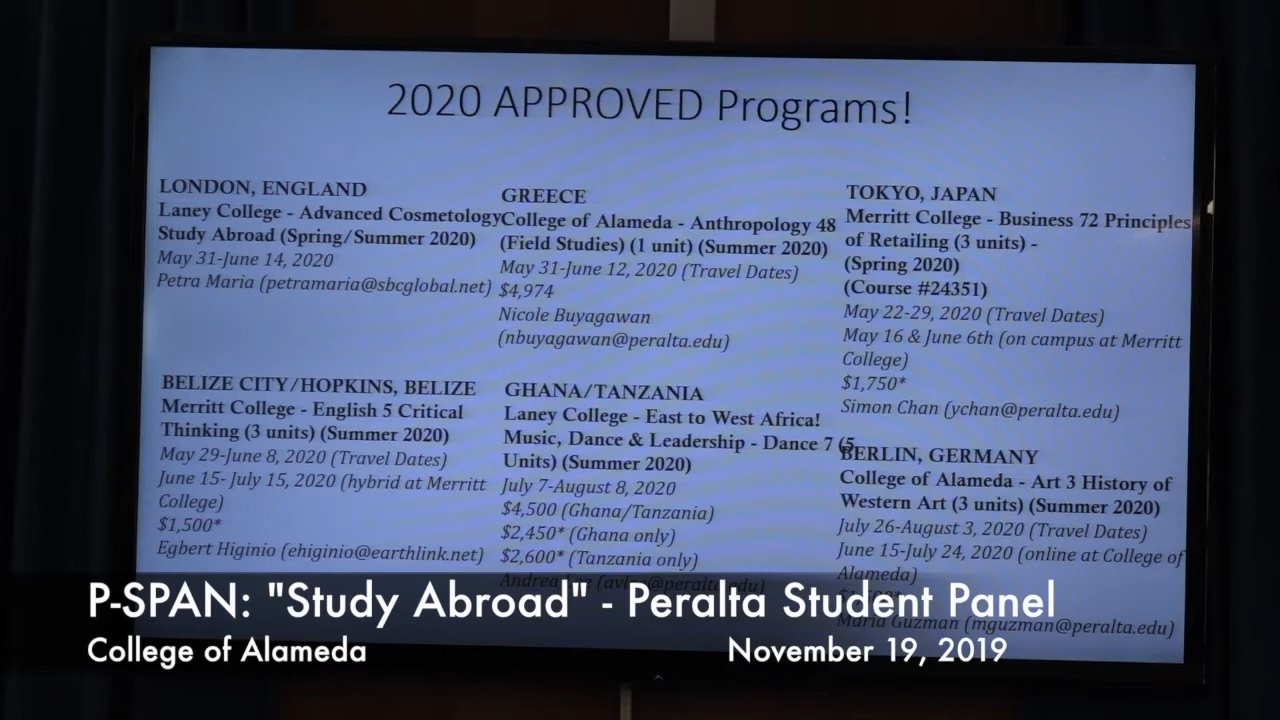 2020 APPROVED Programs!
LONDON, ENGLAND
Laney College - Advanced Cosmetology
Study Abroad (Spring/Summer 2020)
May 31-June 14, 2020
Petra Maria (petramaria@sbcglobal.net)
GREECE
College of Alameda - Anthropology 48
(Field Studies) (1 unit) (Summer 2020)
May 31-June 12, 2020 (Travel Dates)
$4,974
Nicole Buyagawan
(nbuyagawan@peralta.edu)
TOKYO, JAPAN
Merritt College - Business 72 Principles
of Retailing (3 units) -
(Spring 2020)
(Course #24351)
May 22-29, 2020 (Travel Dates)
May 16 & June 6th (on campus at Merritt
College)
$1,750*
Simon Chan (ychan@peralta.edu)
BELIZE CITY/HOPKINS, BELIZE
Merritt College - English 5 Critical
Thinking (3 units) (Summer 2020)
May 29-June 8, 2020 (Travel Dates)
June 15- July 15, 2020 (hybrid at Merritt
College)
$1,500*
Egbert Higinio (ehiginio@earthlink.net)
GHANA/TANZANIA
Laney College - East to West Africa!
Music, Dance & Leadership - Dance 7 (5
Units) (Summer 2020)
July 7-August 8, 2020
$4,500 (Ghana/Tanzania)
$2,450* (Ghana only)
$2,600* (Tanzania only)
BERLIN, GERMANY
College of Alameda - Art 3 History of
Western Art (3 units) (Summer 2020)
July 26-August 3, 2020 (Travel Dates)
June 15-July 24, 2020 (online at College of
Alameda)
Maria Guzman (mguzman@peralta.edu)
P-SPAN: "Study Abroad" - Peralta Student Panel
College of Alameda
November 19, 2019